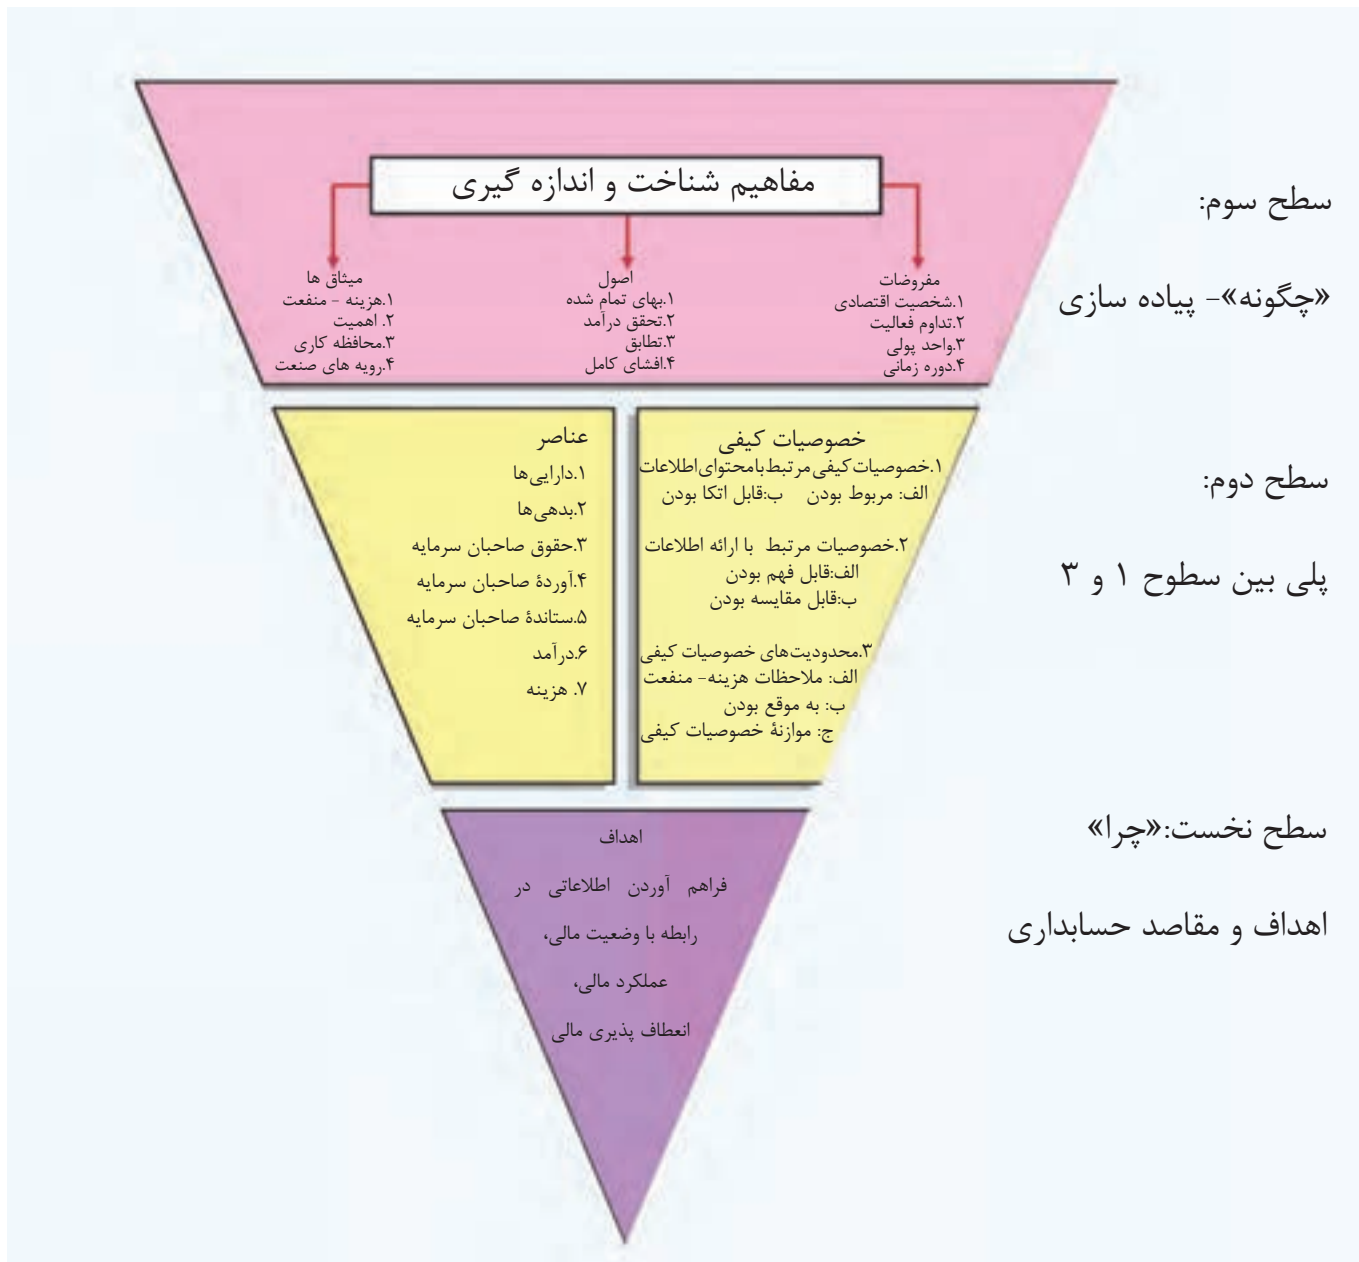 مفاهیم شناخت و اندازه گیری
سطح سوم:
«چگونه»- پیاده سازی
مفروضات
۱.شخصیت اقتصادی
۲.تداوم فعالیت
۳.واحد پولی
۴.دوره زمانی
اصول
۱.بهای تمام شده
۲.تحقق درآمد
۳.تطابق
۴.افشای کامل
میثاق ها
۱.هزینه - منفعت
۲. اهمیت
۳.محافظه کاری
۴.رویه های صنعت
سطح دوم:
پلی بین سطوح ۱ و ۳
خصوصیات کیفی
۱.خصوصیات کیفی مرتبط با محتوای اطلاعات
الف: مربوط بودن ب:قابل اتکا بودن
۲.خصوصیات مرتبط با ارائه اطلاعات
الف:قابل فهم بودن
ب:قابل مقایسه بودن
۳.محدودیت‌های خصوصیات کیفی
الف: ملاحظات هزینه- منفعت
ب: به موقع بودن
ج: موازنۀ خصوصیات کیفی
عناصر
۱.دارایی‌ها
۲.بدهی‌ها
۳.حقوق صاحبان سرمایه
۴.آوردۀ صاحبان سرمایه
۵.ستاندۀ صاحبان سرمایه
۶.درآمد
۷. هزینه
سطح نخست:«چرا»
اهداف و مقاصد حسابداری
اهداف
فراهم آوردن اطلاعاتی در
رابطه با وضعیت مالی،
عملکرد مالی،
انعطاف پذیری مالی